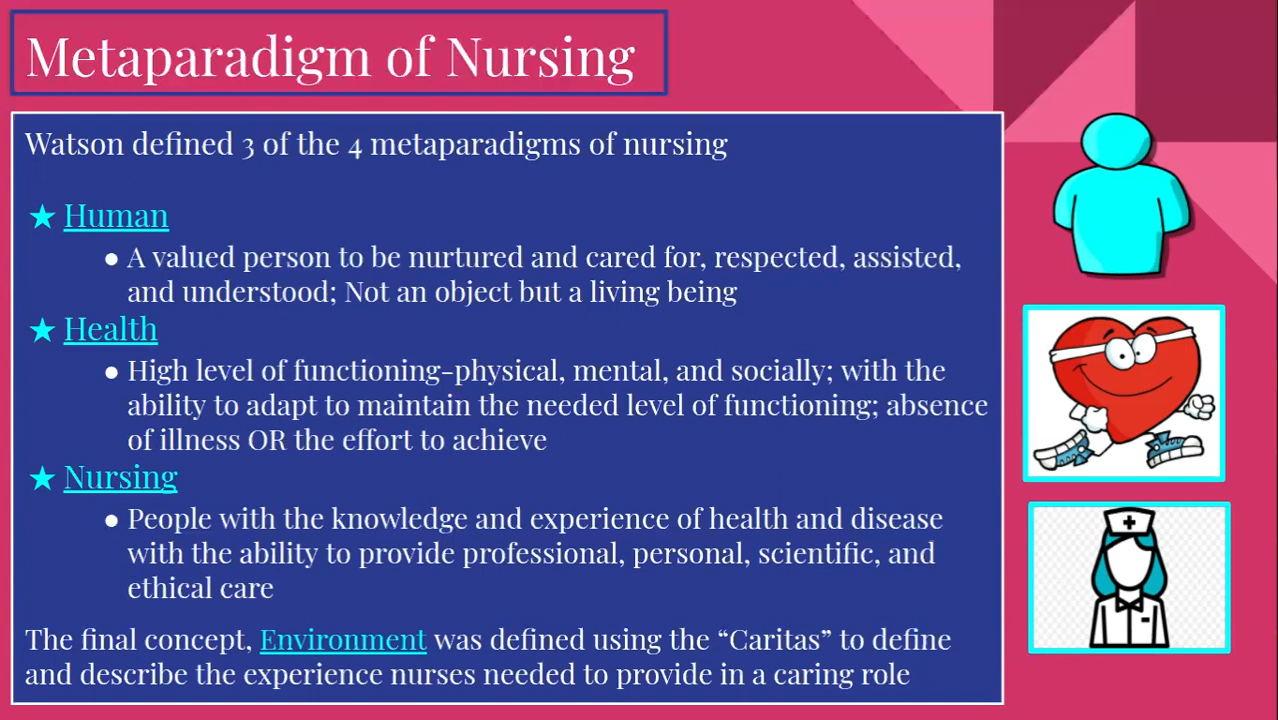 Metaparadigm of Nursing
Watson defined 3 of the 4 metaparadigms of nursing
★ Human
● A valued person to be nurtured and cared for, respected, assisted,
and understood; Not an object but a living being
★ Health
● High level of functioning-physical, mental, and socially; with the
ability to adapt to maintain the needed level of functioning; absence
of illness OR the effort to achieve
★ Nursing
● People with the knowledge and experience of health and disease
with the ability to provide professional, personal, scientific, and
ethical care
The final concept, Environment was defined using the “Caritas” to define
and describe the experience nurses needed to provide in a caring role